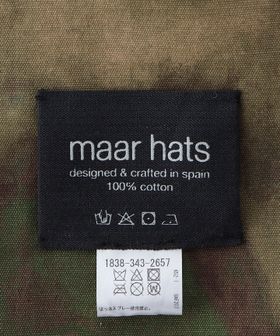 maar hats
designed & crafted in spain
100% cotton
1838-343-2657